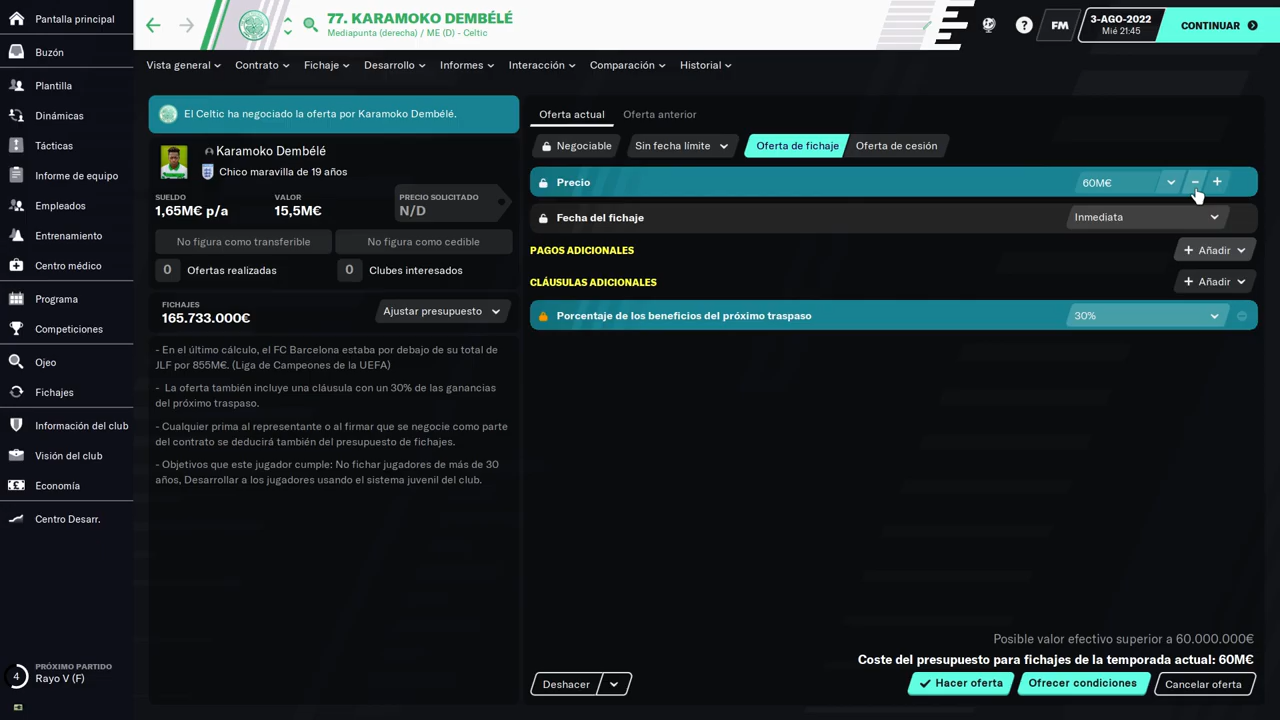 Pantalla principal
Buzón
Plantilla
Dinámicas
Tácticas
Informe de equipo
Empleados
Entrenamiento
Centro médico
Programa
Competiciones
Ojeo
Fichajes
Información del club
Visión del club
Economía
Centro Desarr.
4
PRÓXIMO PARTIDO
Rayo V (F)
77. KARAMOKO DEMBÉLÉ
Mediapunta (derecha) / ME (D) - Celtic
?
FM
3-AGO-2022
Mié 21:45
CONTINUAR
Vista general
Contrato
Fichaje
Desarrollo
Informes
Interacción
Comparación
Historial
El Celtic ha negociado la oferta por Karamoko Dembélé.
Karamoko Dembélé
Chico maravilla de 19 años
SUELDO
1,65M€ p/a
VALOR
15,5M€
PRECIO SOLICITADO
N/D
No figura como transferible
No figura como cedible
0 Ofertas realizadas
0 Clubes interesados
FICHAJES
165.733.000€
Ajustar presupuesto
- En el último cálculo, el FC Barcelona estaba por debajo de su total de
JLF por 855M€. (Liga de Campeones de la UEFA)
- La oferta también incluye una cláusula con un 30% de las ganancias
del próximo traspaso.
- Cualquier prima al representante o al firmar que se negocie como parte
del contrato se deducirá también del presupuesto de fichajes.
- Objetivos que este jugador cumple: No fichar jugadores de más de 30
años, Desarrollar a los jugadores usando el sistema juvenil del club.
Oferta actual
Oferta anterior
Negociable
Sin fecha límite
Oferta de fichaje
Oferta de cesión
Precio
60M€
Fecha del fichaje
Inmediata
PAGOS ADICIONALES
+ Añadir
CLÁUSULAS ADICIONALES
+ Añadir
Porcentaje de los beneficios del próximo traspaso
30%
Posible valor efectivo superior a 60.000.000€
Coste del presupuesto para fichajes de la temporada actual: 60M€
Deshacer
Hacer oferta
Ofrecer condiciones
Cancelar oferta